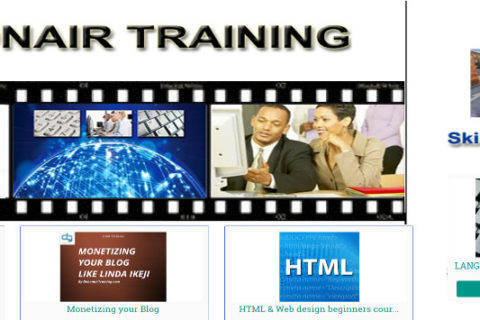 NAIR TRAINING
Ski
MONETIZING
YOUR BLOG
LIKE LINDA IKEJI
HTML
LANG
Monetizing your Blog
HTML & Web design beginners cour...